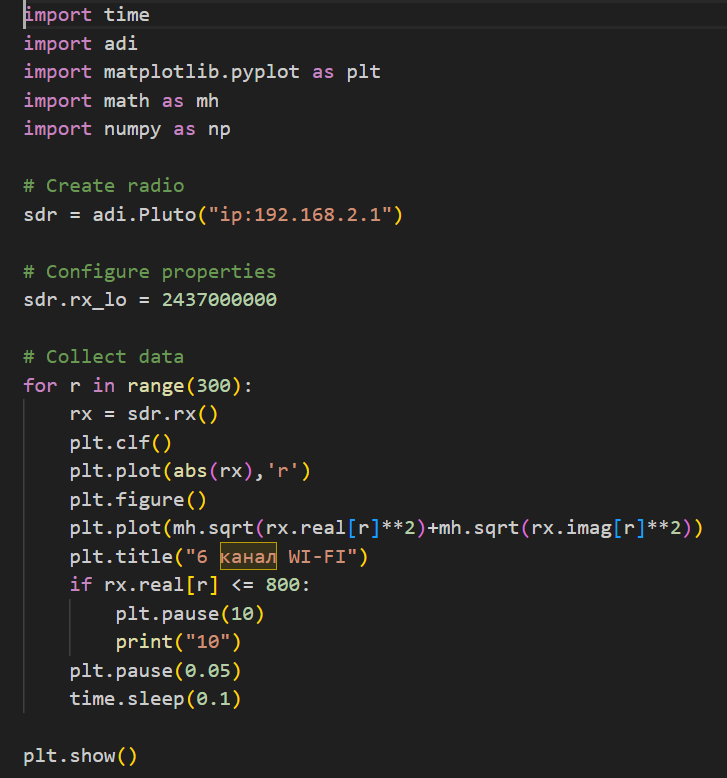 import time
import adi
import matplotlib.pyplot as plt
import math as mh
import numpy as np
# Create radio
sdr = adi.Pluto("ip:192.168.2.1")
# Configure properties
sdr.rx_lo = 2437000000
# Collect data
for r in range(300):
    rx = sdr.rx()
    plt.clf()
    plt.plot(abs(rx),'r')
    plt.figure()
    plt.plot(mh.sqrt(rx.real[r]**2)+mh.sqrt(rx.imag[r]**2))
    plt.title("6 канал WI-FI")
    if rx.real[r] <= 800:
        plt.pause(10)
        print("10")
    plt.pause(0.05)
    time.sleep(0.1)
plt.show()